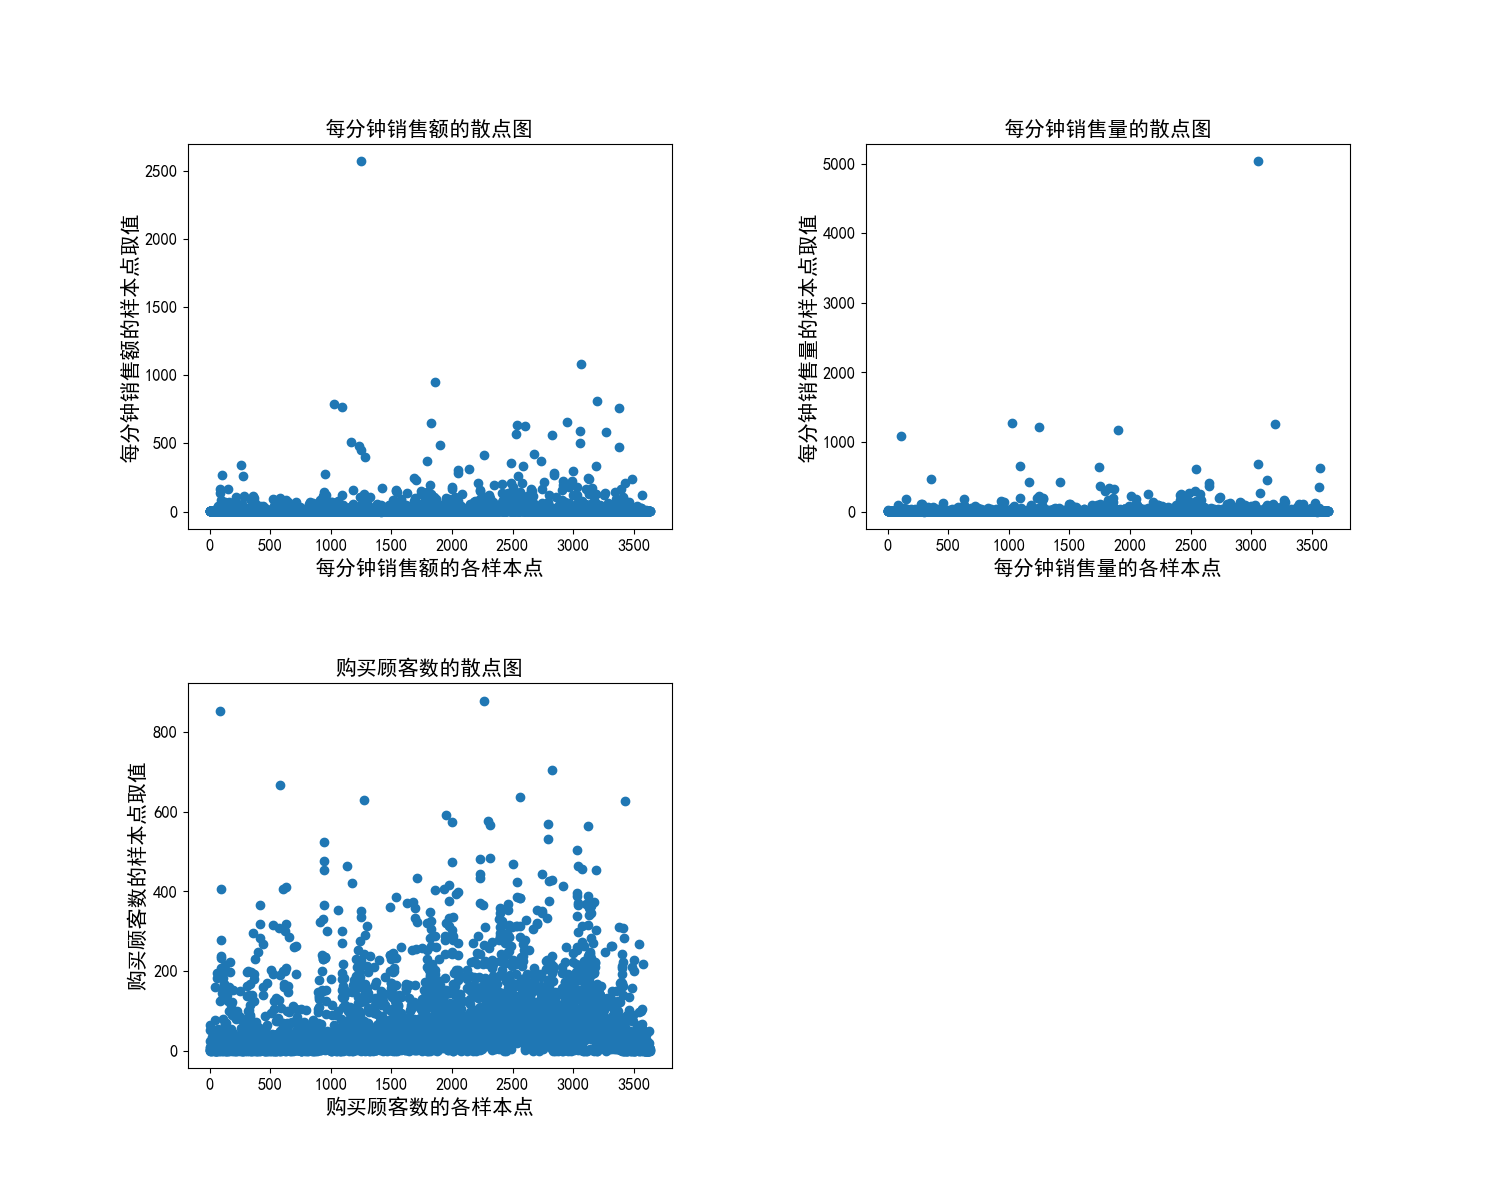 每分钟销售额的散点图
每分钟销售额的样本点取值
2500
2000
1500
1000
500
0
0 500 1000 1500 2000 2500 3000 3500
每分钟销售额的各样本点
每分钟销售量的散点图
每分钟销售量的样本点取值
5000
4000
3000
2000
1000
0
0 500 1000 1500 2000 2500 3000 3500
每分钟销售量的各样本点
购买顾客数的散点图
购买顾客数的样本点取值
800
600
400
200
0
0 500 1000 1500 2000 2500 3000 3500
购买顾客数的各样本点